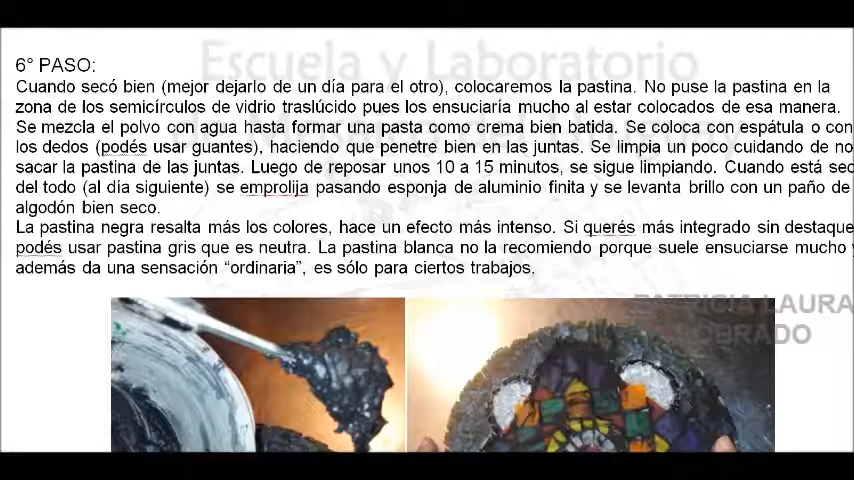 Escuela y Laboratorio
6° PASO:
Cuando secó bien (mejor dejarlo de un día para el otro), colocaremos la pastina. No puse la pastina en la
zona de los semicírculos de vidrio traslúcido pues los ensuciaría mucho al estar colocados de esa manera.
Se mezcla el polvo con agua hasta formar una pasta como crema bien batida. Se coloca con espátula o con
los dedos (podés usar guantes), haciendo que penetre bien en las juntas. Se limpia un poco cuidando de no
sacar la pastina de las juntas. Luego de reposar unos 10 a 15 minutos, se sigue limpiando. Cuando está sec
del todo (al día siguiente) se emprolija pasando esponja de aluminio finita y se levanta brillo con un paño de
algodón bien seco.
La pastina negra resalta más los colores, hace un efecto más intenso. Si querés más integrado sin destaque
podés usar pastina gris que es neutra. La pastina blanca no la recomiendo porque suele ensuciarse mucho y
además da una sensación “ordinaria”, es sólo para ciertos trabajos.
PATRICIA LAURA
LOBRADO